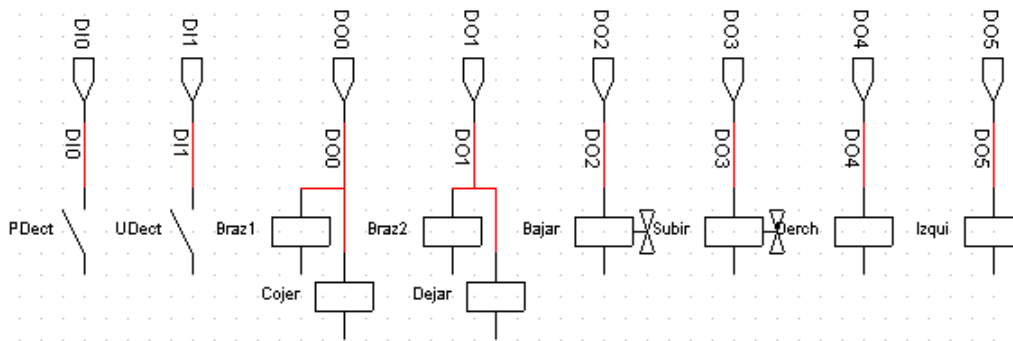 DI0 DI1 DO0 DO1 DO2 DO3 DO4 DO5
DI0 DI1 DO0 DO1 DO2 DO3 DO4 DO5
PDect UDect Braz1 Braz2 Bajar Subir Derch Izqui
Cojer Dejar